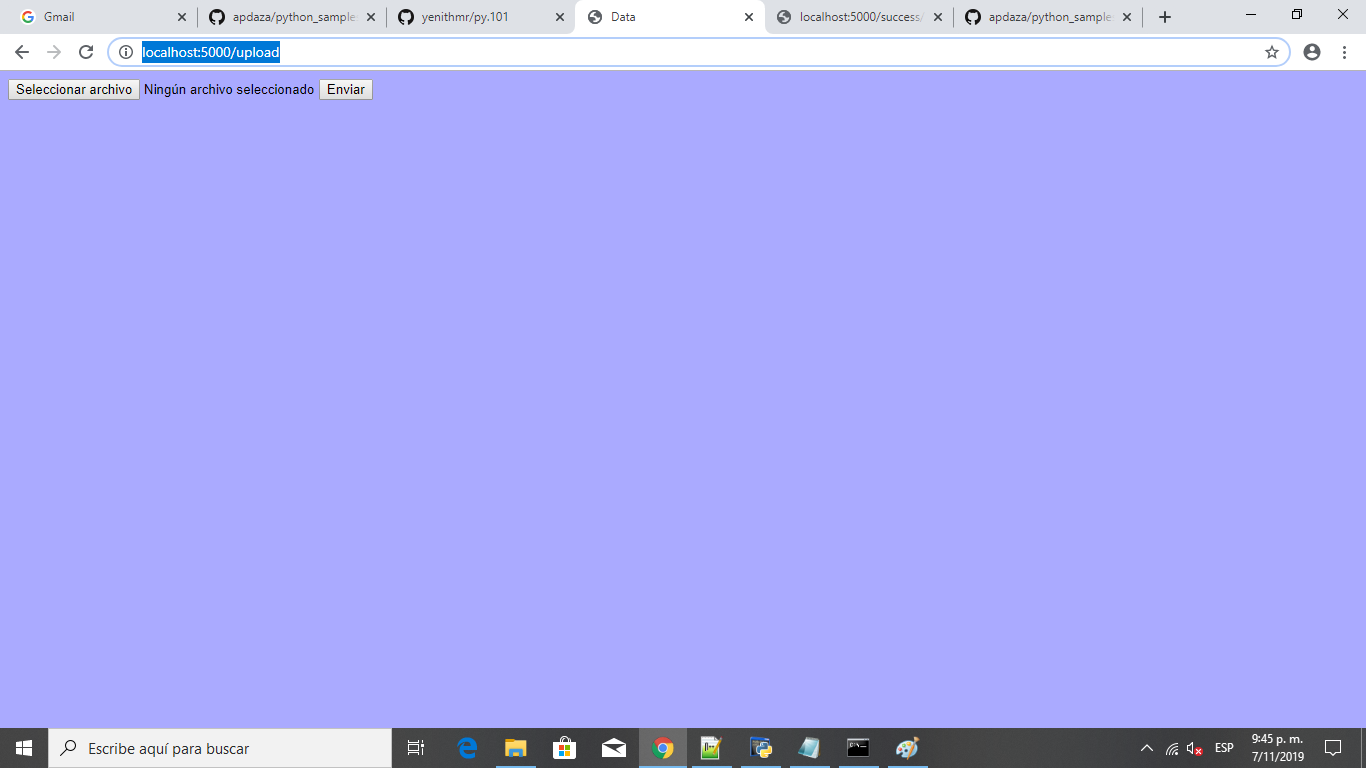 Gmail
apdaza/python_sample
yenithmr/py.101
Data
localhost:5000/success/
apdaza/python_sample
localhost:5000/upload
Seleccionar archivo Ningún archivo seleccionado Enviar
Escribe aquí para buscar
ESP
9:45 p. m.
7/11/2019